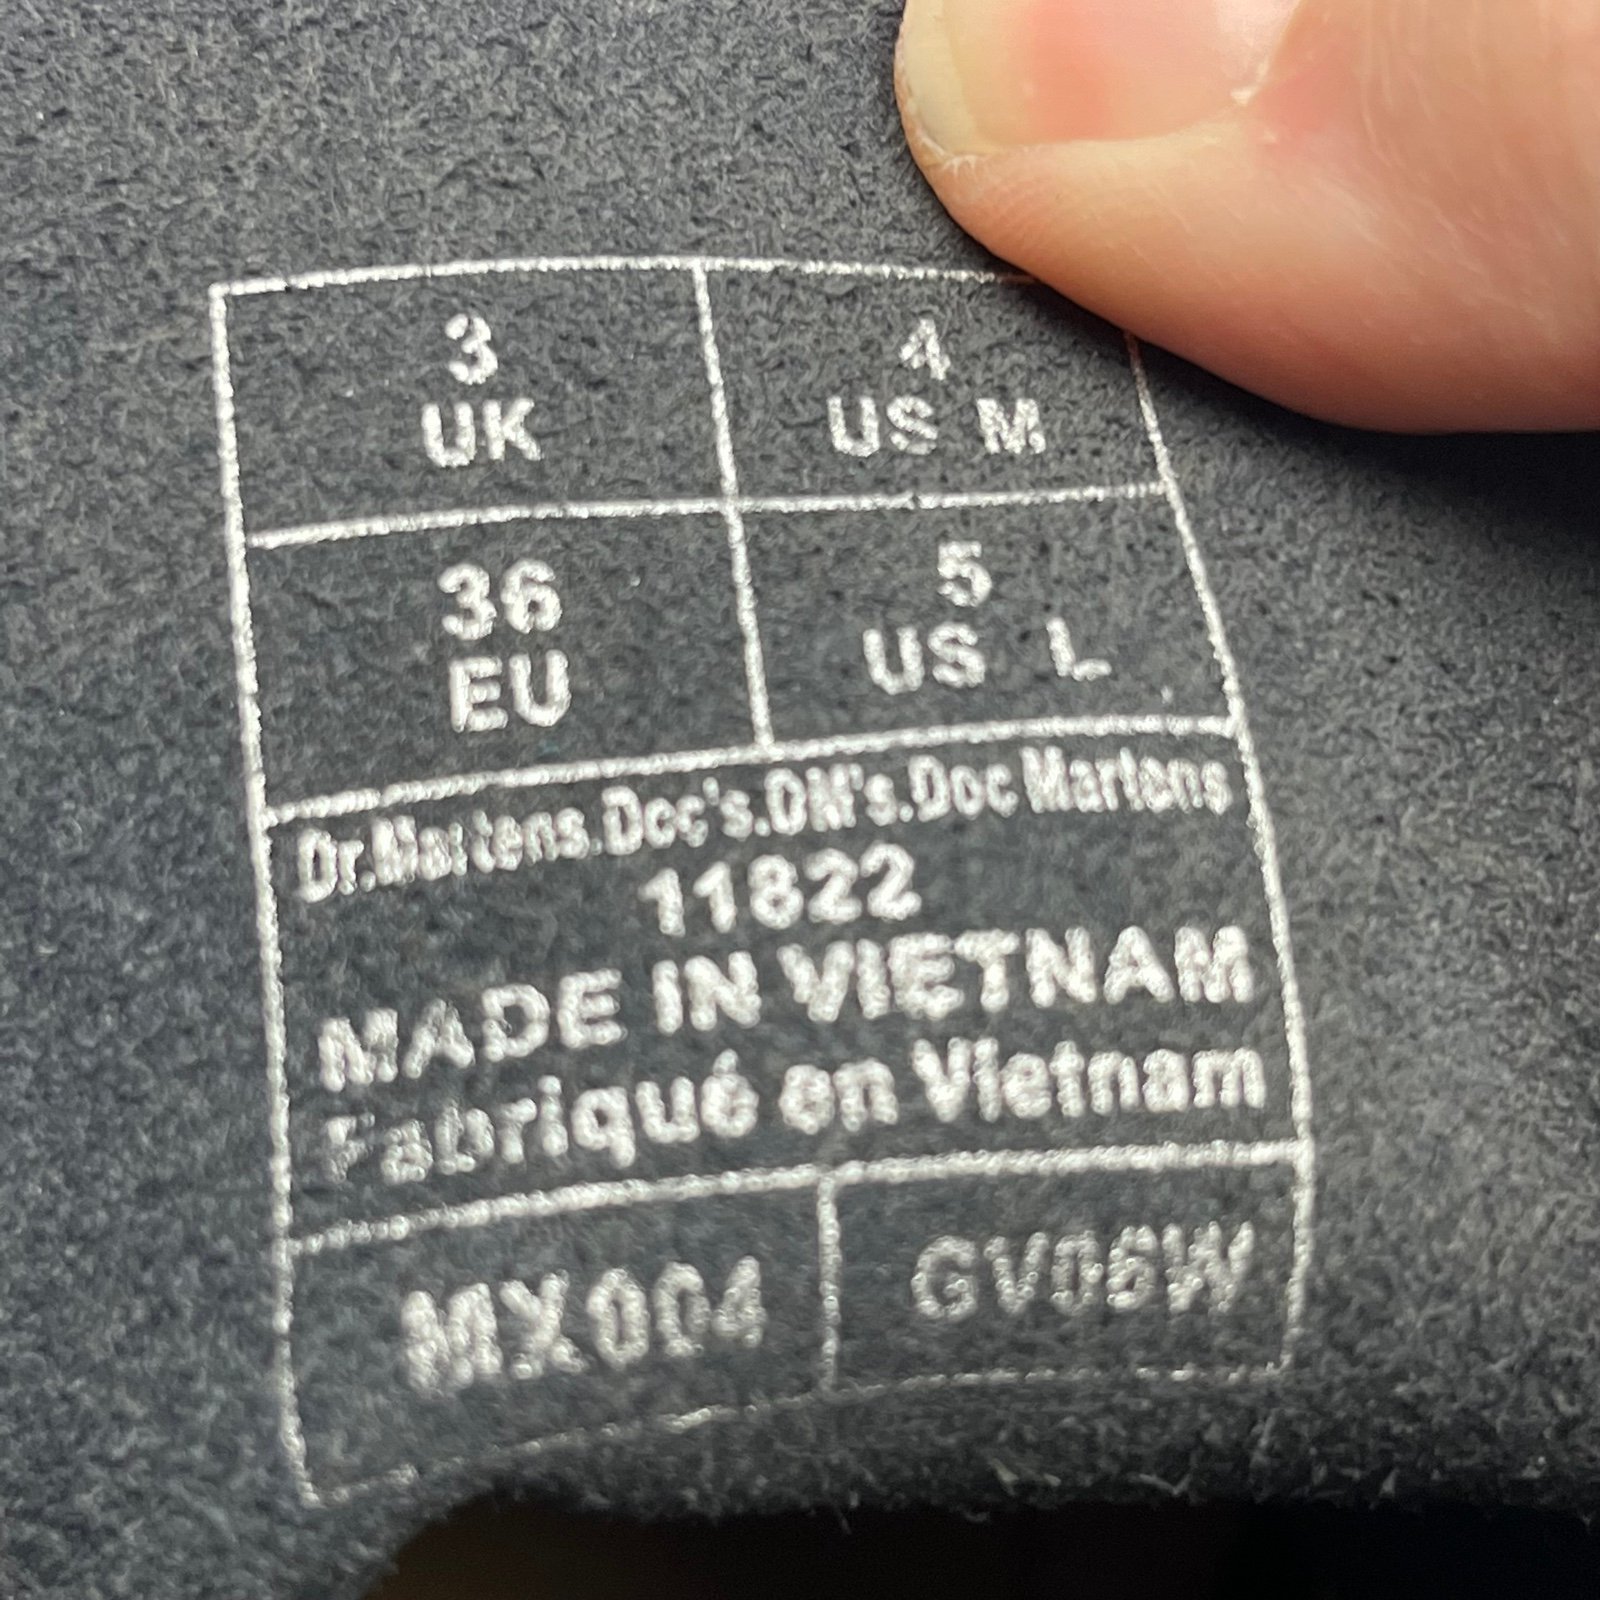 3
UK
4
US M
36
EU
5
US L
Dr.Martens.Doc's.DM's.Doc Martens
11822
MADE IN VIETNAM
Fabriqué en Vietnam
MX004
GV06W